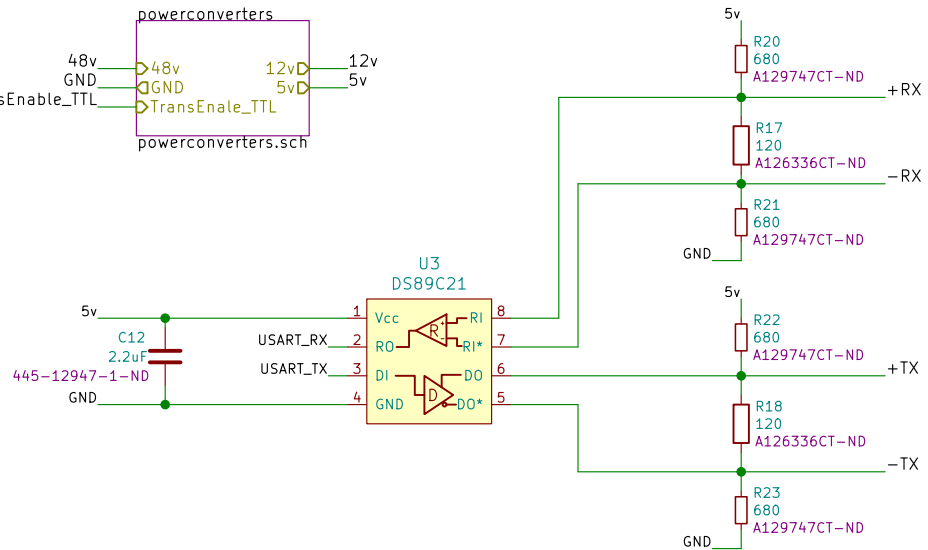 powerconverters
48v
GND
sEnable_TTL
48v
GND
TransEnale_TTL
12v
5v
12v
5v
powerconverters.sch
5v
R20
680
A129747CT-ND
+RX
R17
120
A126336CT-ND
-RX
R21
680
A129747CT-ND
GND
U3
DS89C21
5v
C12
2.2uF
445-12947-1-ND
GND
USART_RX
USART_TX
1
2
3
4
Vcc
RO
DI
GND
R
+
-
D
RI
RI*
DO
DO*
8
7
6
5
5v
R22
680
A129747CT-ND
+TX
R18
120
A126336CT-ND
-TX
R23
680
A129747CT-ND
GND